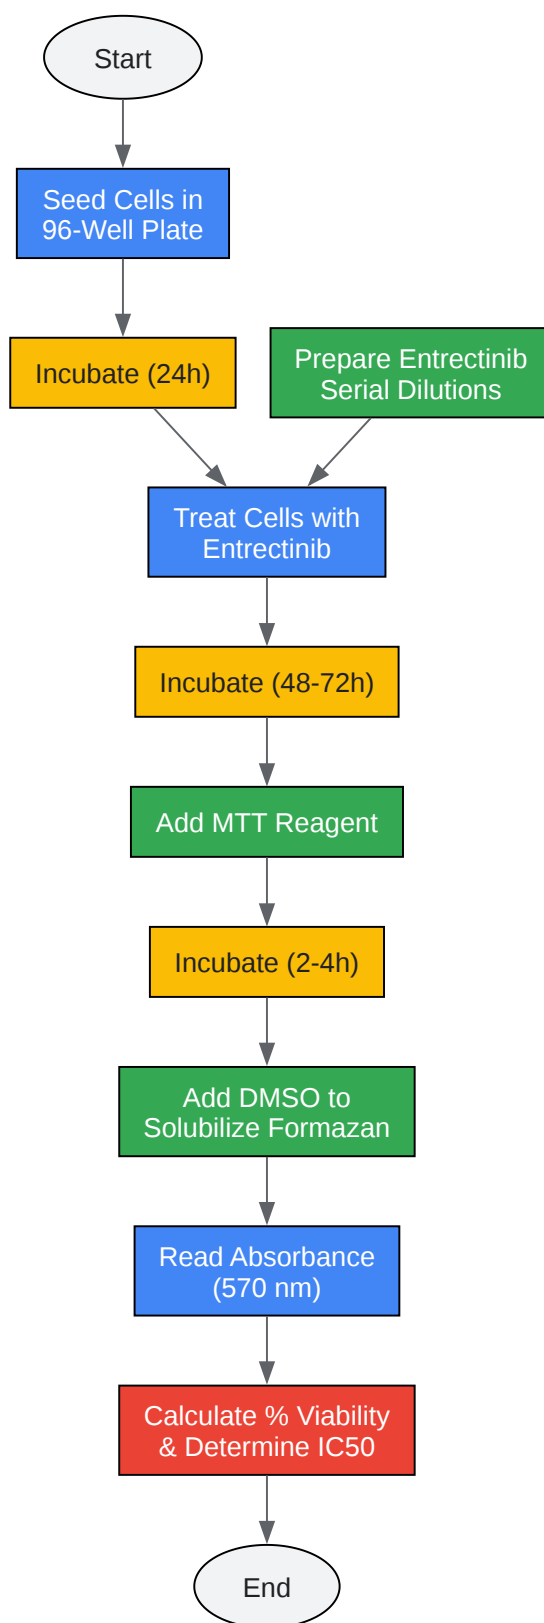 Start
Seed Cells in
96-Well Plate
Incubate (24h)
Prepare Entrectinib
Serial Dilutions
Treat Cells with
Entrectinib
Incubate (48-72h)
Add MTT Reagent
Incubate (2-4h)
Add DMSO to
Solubilize Formazan
Read Absorbance
(570 nm)
Calculate % Viability
& Determine IC50
End